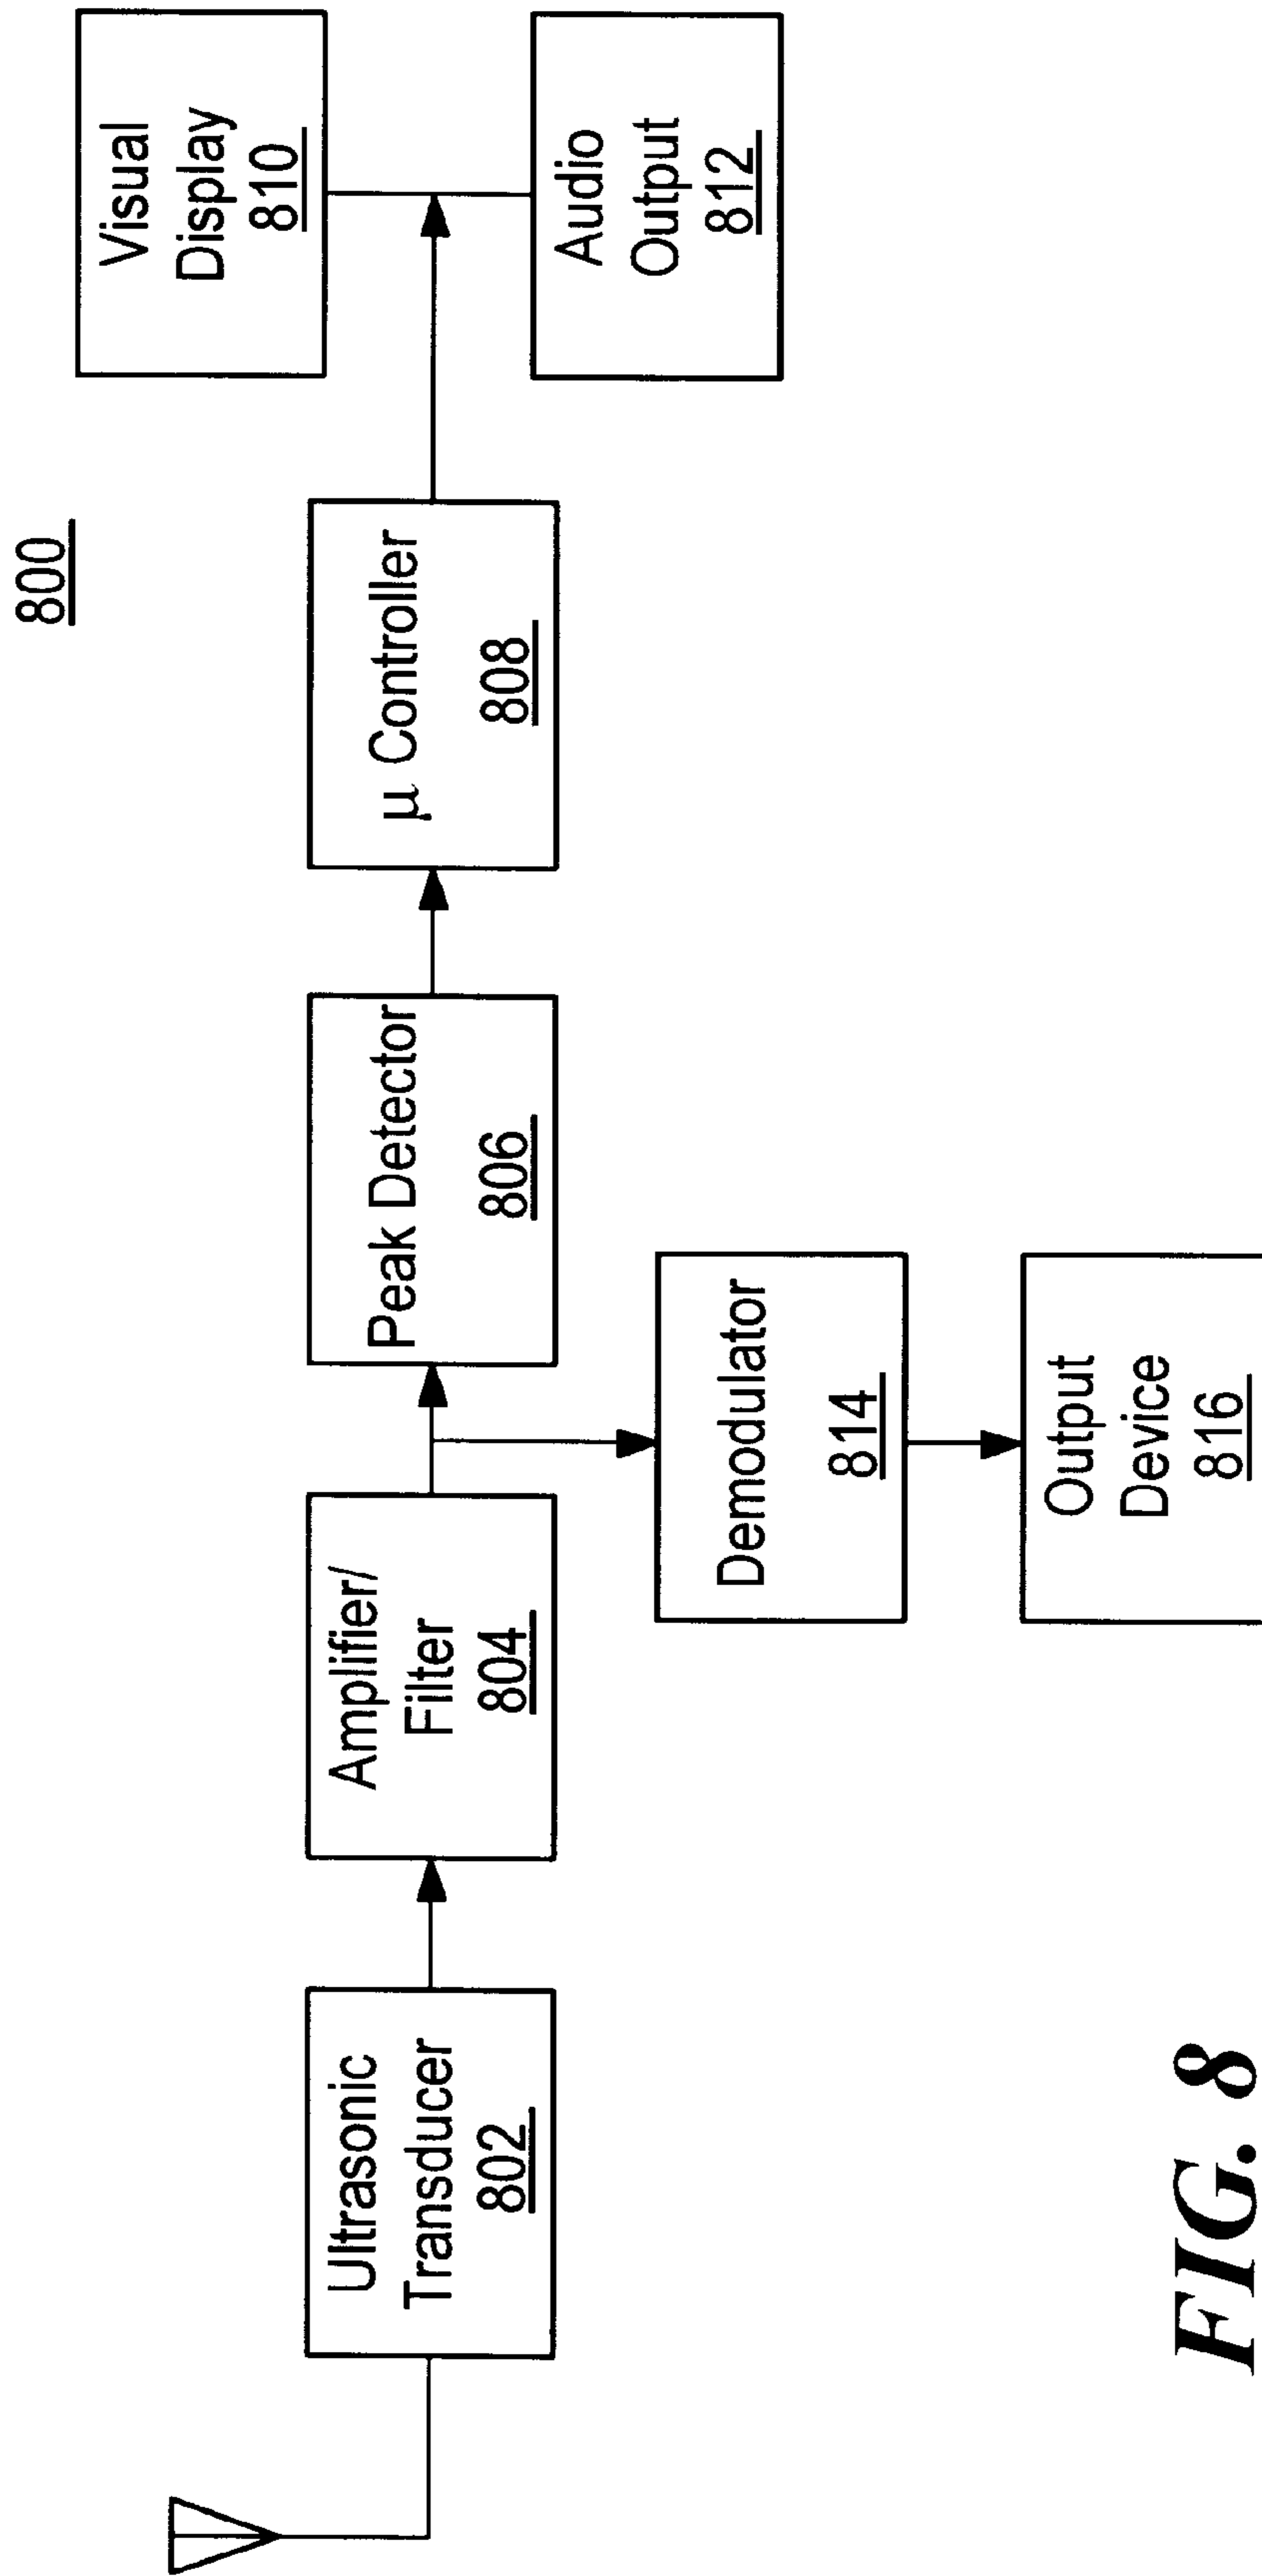 800
Visual
Display
810
Ultrasonic
Transducer
802
Amplifier/
Filter
804
Peak Detector
806
μ Controller
808
Audio
Output
812
Demodulator
814
Output
Device
816
FIG. 8